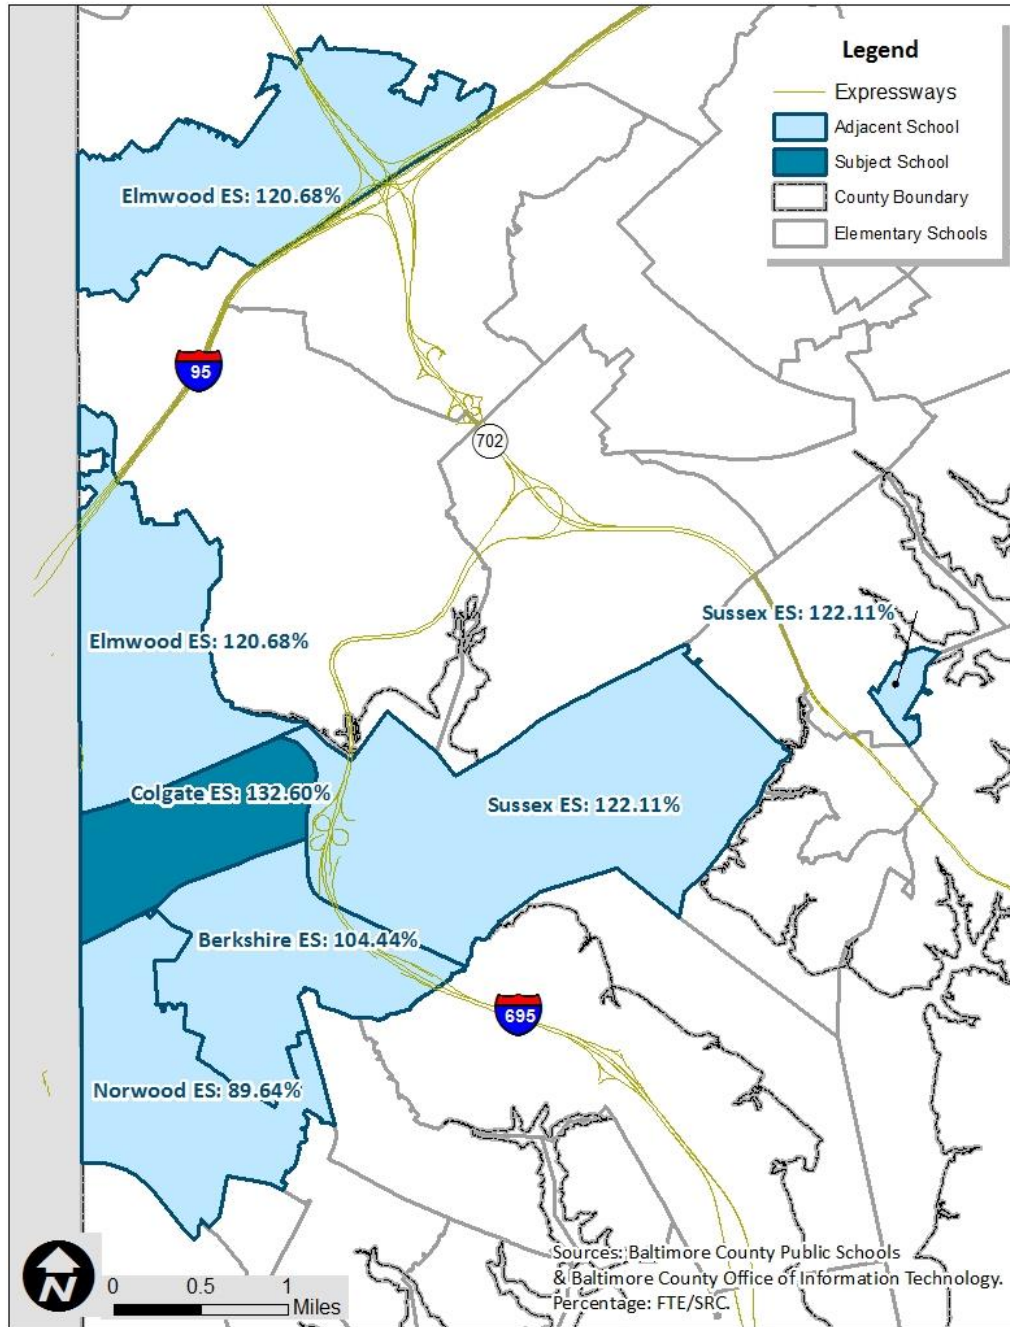 Legend
Expressways
Adjacent School
Subject School
County Boundary
Elementary Schools
Elmwood ES: 120.68%
95
702
Sussex ES: 122.11%
Elmwood ES: 120.68%
Colgate ES: 132.60%
Sussex ES: 122.11%
Berkshire ES: 104.44%
695
Norwood ES: 89.64%
N
0 0.5 1
Miles
Sources: Baltimore County Public Schools
& Baltimore County Office of Information Technology.
Percentage: FTE/SRC.